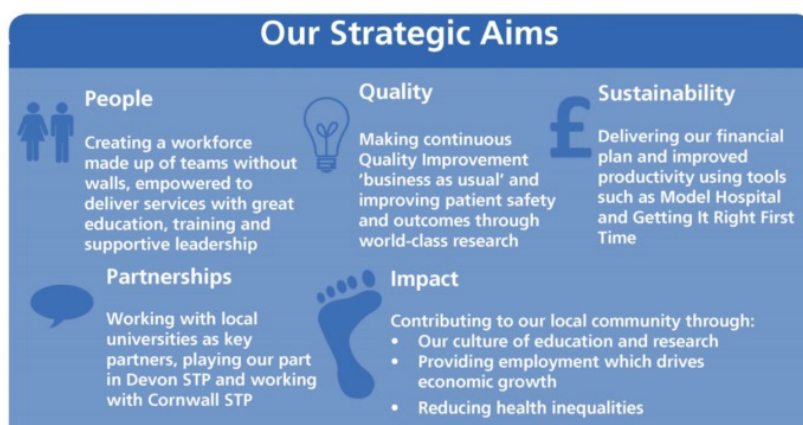 Our Strategic Aims
People
Creating a workforce
made up of teams without
walls, empowered to
deliver services with great
education, training and
supportive leadership
Quality
Making continuous
Quality Improvement
‘business as usual’ and
improving patient safety
and outcomes through
world-class research
£
Sustainability
Delivering our financial
plan and improved
productivity using tools
such as Model Hospital
and Getting It Right First
Time
Partnerships
Working with local
universities as key
partners, playing our part
in Devon STP and working
with Cornwall STP
Impact
Contributing to our local community through:
• Our culture of education and research
• Providing employment which drives
economic growth
• Reducing health inequalities